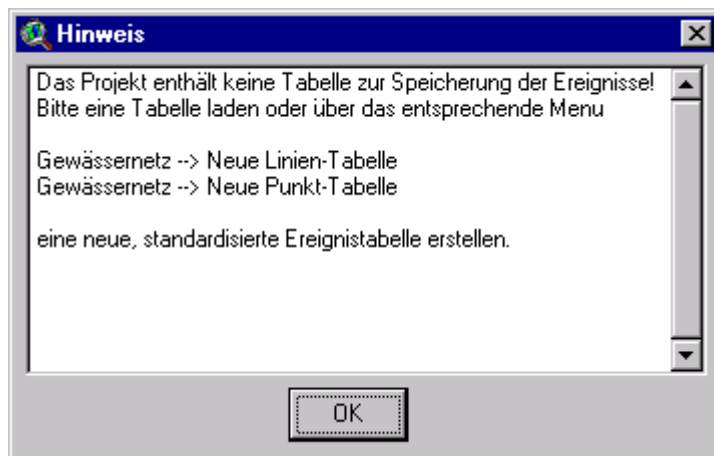 Hinweis
Das Projekt enthält keine Tabelle zur Speicherung der Ereignisse!
Bitte eine Tabelle laden oder über das entsprechende Menu
Gewässernetz --> Neue Linien-Tabelle
Gewässernetz --> Neue Punkt-Tabelle
eine neue, standardisierte Ereignistabelle erstellen.
OK